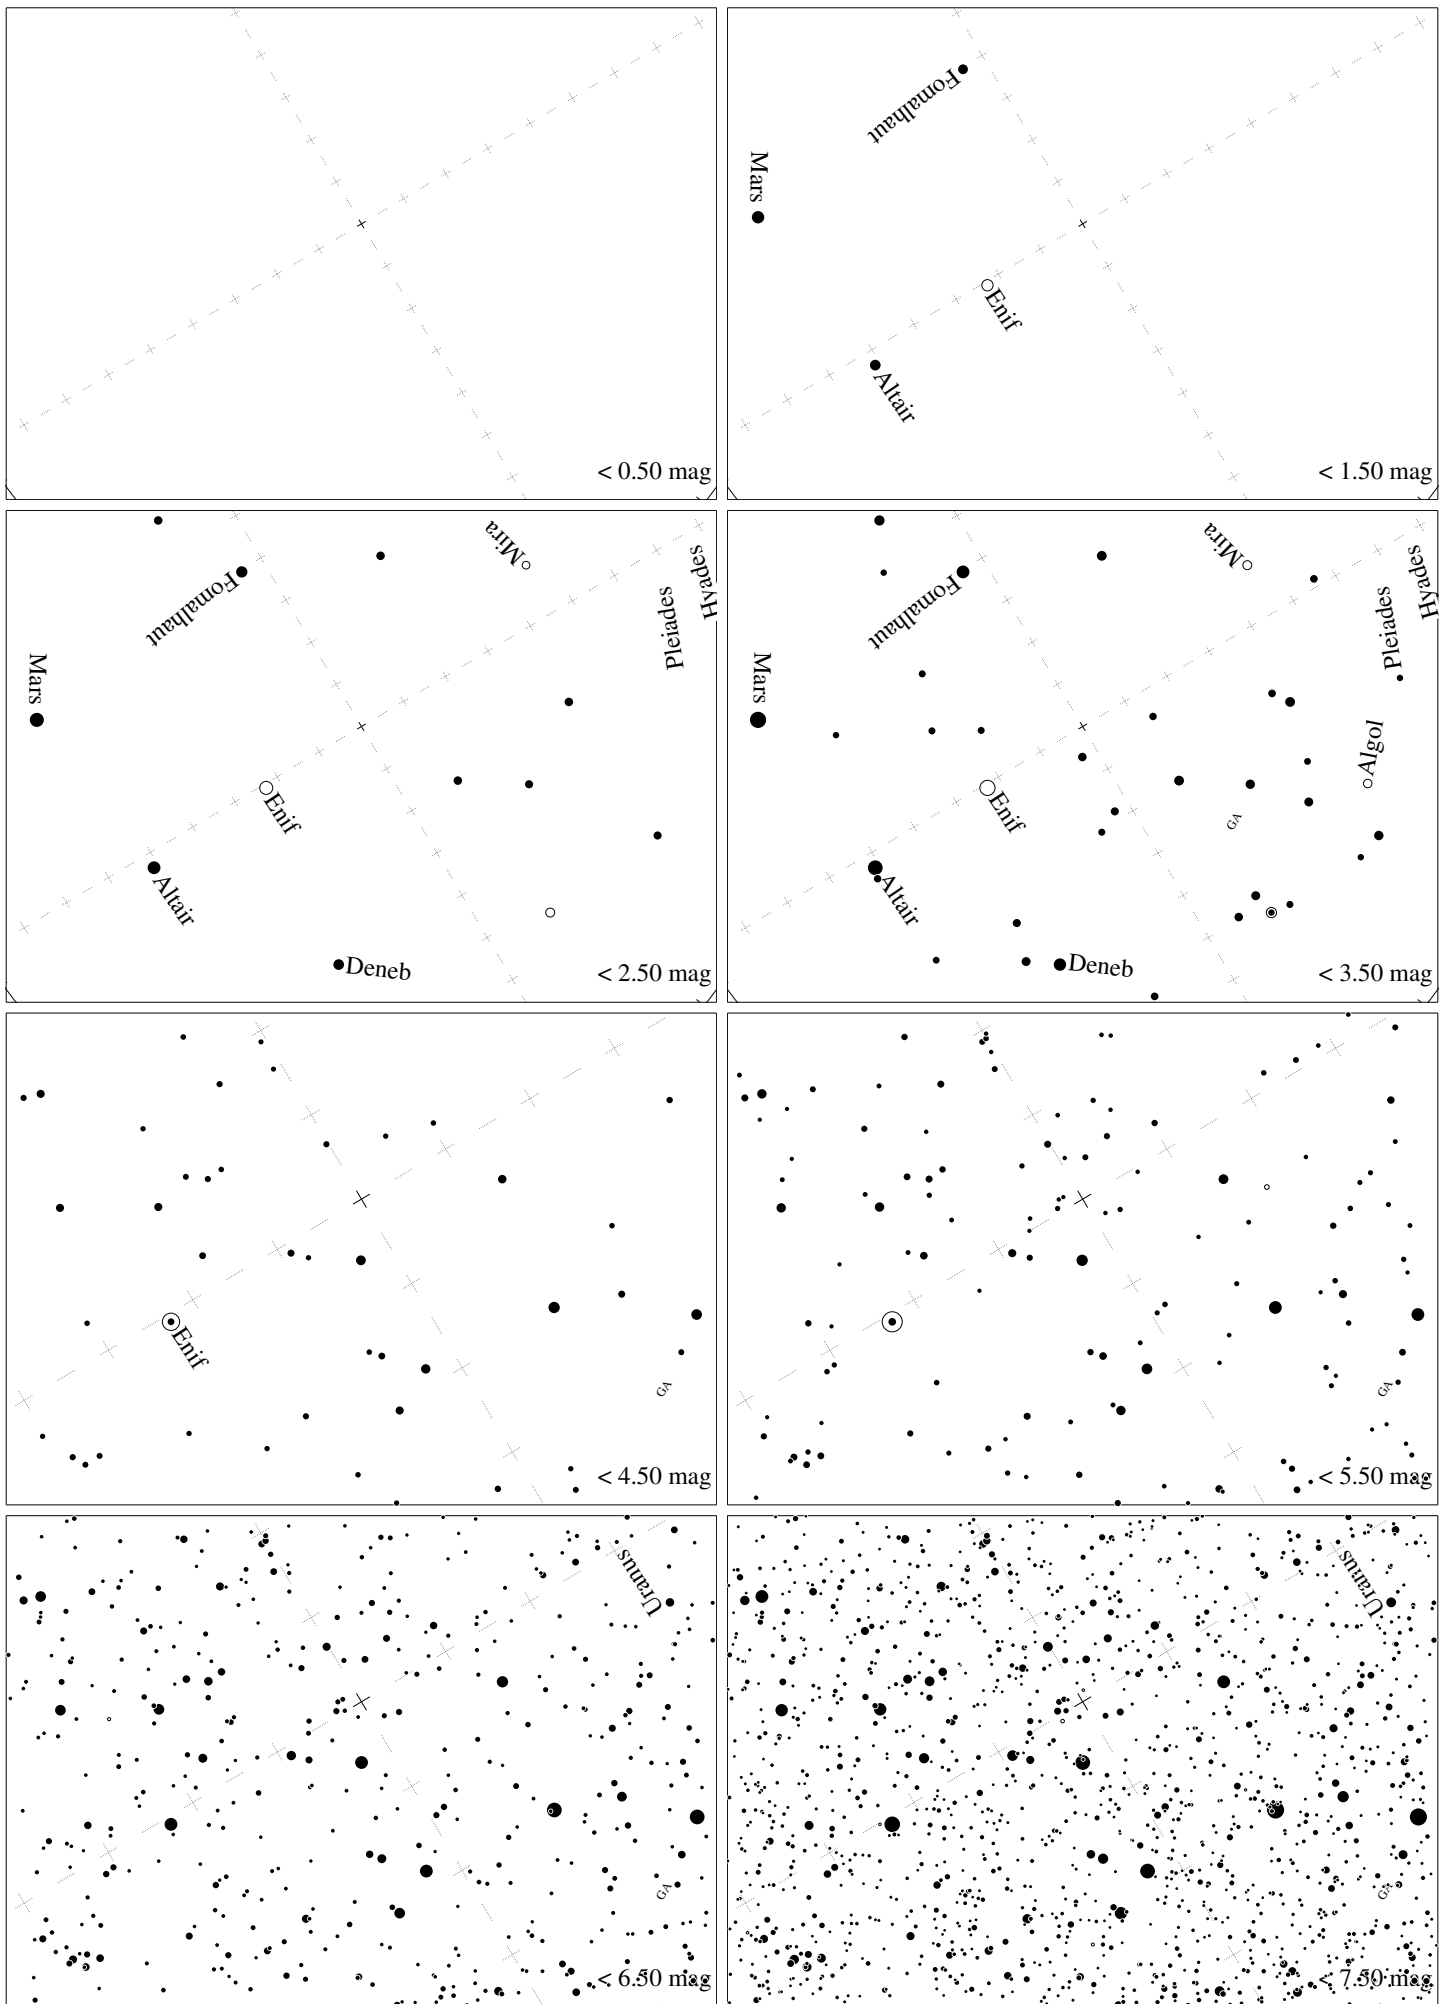 < 0.50 mag
Fomalhaut
Mars
Enif
Altair
< 1.50 mag
Mira
Fomalhaut
Hyades
Pleiades
Mars
Enif
Altair
Deneb
< 2.50 mag
Mira
Fomalhaut
Hyades
Pleiades
Mars
Algol
Enif
GA
Altair
Deneb
< 3.50 mag
Enif
GA
< 4.50 mag
GA
< 5.50 mag
Uranus
GA
< 6.50 mag
Uranus
GA
< 7.50 mag